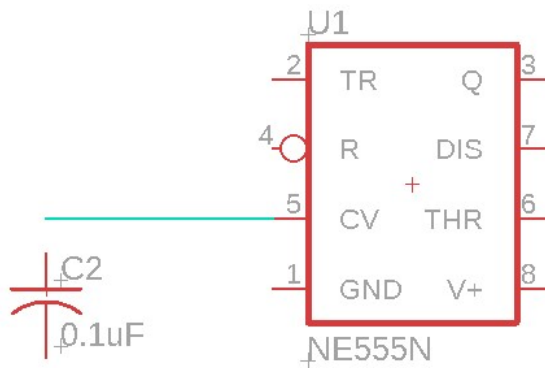 U1
2 TR Q 3
4 R DIS 7
5 CV THR 6
1 GND V+ 8
NE555N
C2
0.1uF